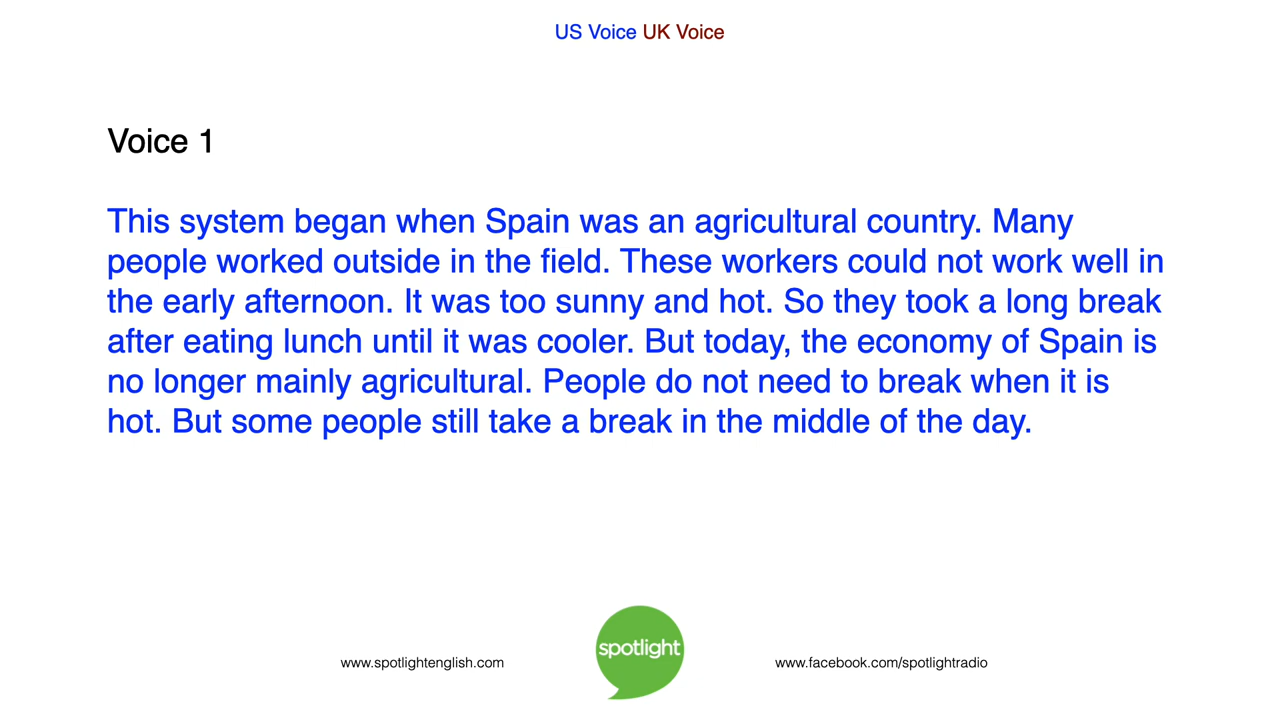 US Voice UK Voice
Voice 1
This system began when Spain was an agricultural country. Many
people worked outside in the field. These workers could not work well in
the early afternoon. It was too sunny and hot. So they took a long break
after eating lunch until it was cooler. But today, the economy of Spain is
no longer mainly agricultural. People do not need to break when it is
hot. But some people still take a break in the middle of the day.
www.spotlightenglish.com
spotlight
www.facebook.com/spotlightradio